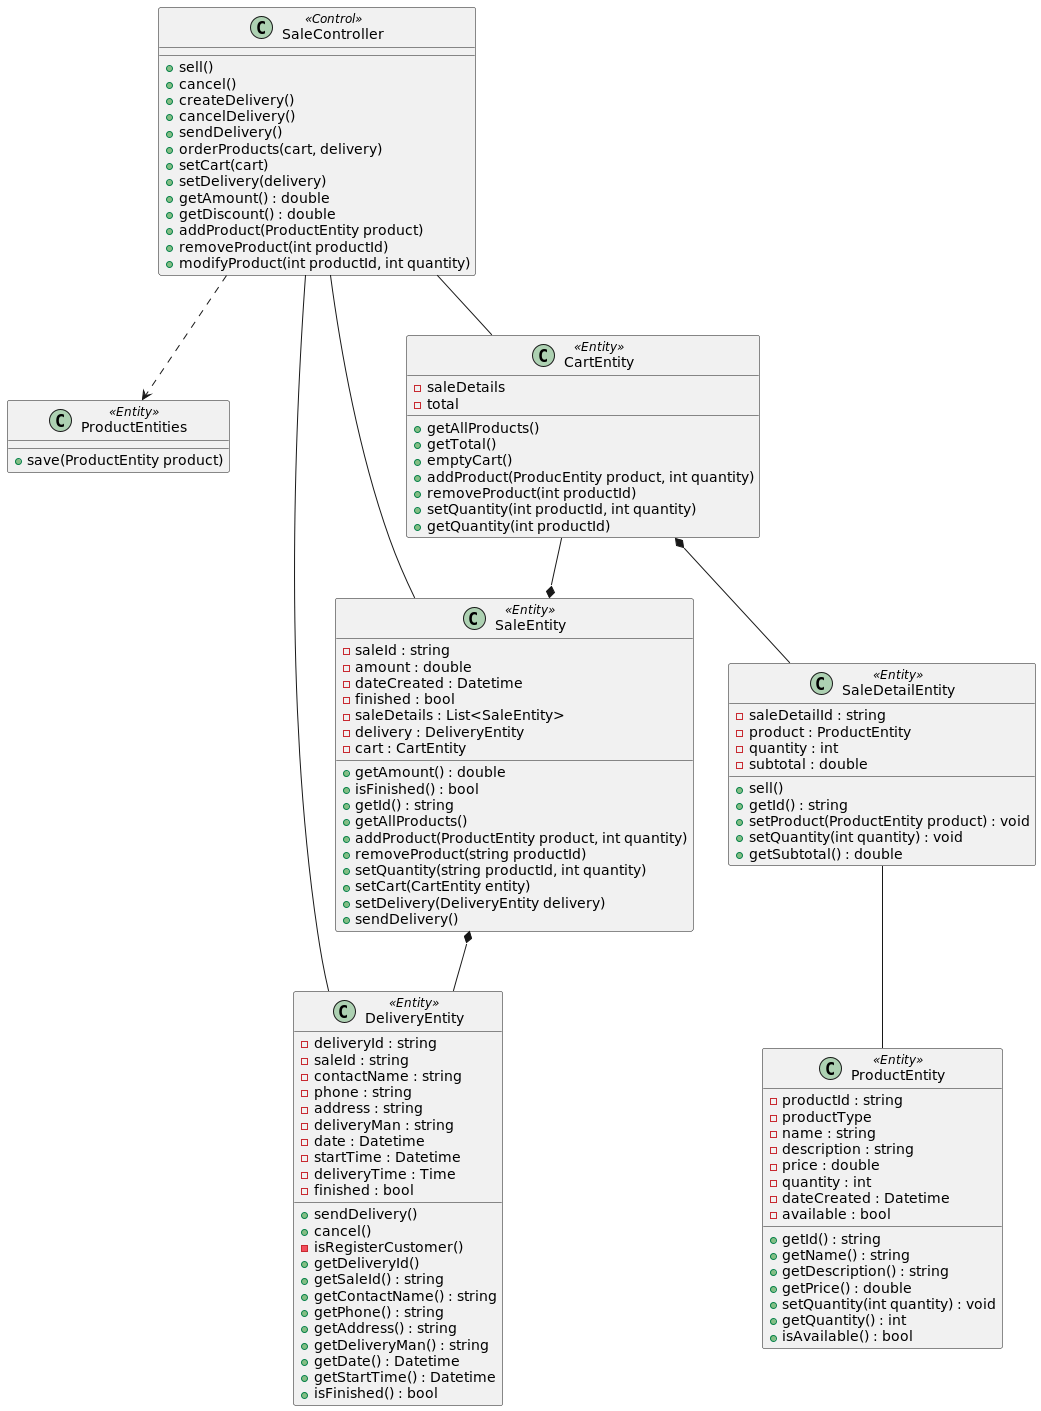 C
«Control»
SaleController
sell()
cancel()
createDelivery()
cancelDelivery()
sendDelivery()
orderProducts(cart, delivery)
setCart(cart)
setDelivery(delivery)
getAmount() : double
getDiscount() : double
addProduct(ProductEntity product)
removeProduct(int productId)
modifyProduct(int productId, int quantity)
C
«Entity»
ProductEntities
save(ProductEntity product)
C
«Entity»
CartEntity
saleDetails
total
getAllProducts()
getTotal()
emptyCart()
addProduct(ProducEntity product, int quantity)
removeProduct(int productId)
setQuantity(int productId, int quantity)
getQuantity(int productId)
C
«Entity»
SaleEntity
saleId : string
amount : double
dateCreated : Datetime
finished : bool
saleDetails : List<SaleEntity>
delivery : DeliveryEntity
cart : CartEntity
getAmount() : double
isFinished() : bool
getId() : string
getAllProducts()
addProduct(ProductEntity product, int quantity)
removeProduct(string productId)
setQuantity(string productId, int quantity)
setCart(CartEntity entity)
setDelivery(DeliveryEntity delivery)
sendDelivery()
C
«Entity»
SaleDetailEntity
saleDetailId : string
product : ProductEntity
quantity : int
subtotal : double
sell()
getId() : string
setProduct(ProductEntity product) : void
setQuantity(int quantity) : void
getSubtotal() : double
C
«Entity»
DeliveryEntity
deliveryId : string
saleId : string
contactName : string
phone : string
address : string
deliveryMan : string
date : Datetime
startTime : Datetime
deliveryTime : Time
finished : bool
sendDelivery()
cancel()
isRegisterCustomer()
getDeliveryId()
getSaleId() : string
getContactName() : string
getPhone() : string
getAddress() : string
getDeliveryMan() : string
getDate() : Datetime
getStartTime() : Datetime
isFinished() : bool
C
«Entity»
ProductEntity
productId : string
productType
name : string
description : string
price : double
quantity : int
dateCreated : Datetime
available : bool
getId() : string
getName() : string
getDescription() : string
getPrice() : double
setQuantity(int quantity) : void
getQuantity() : int
isAvailable() : bool